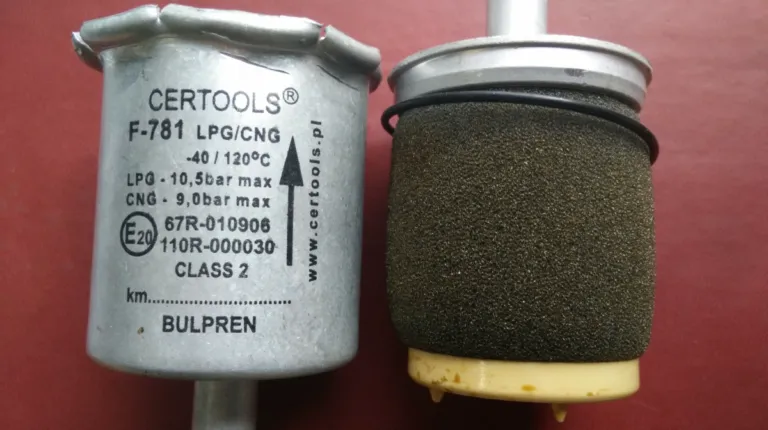 CERTOOLS®
F-781 LPG/CNG
-40 / 120°C
LPG - 10,5bar max
CNG - 9,0bar max
E20
67R-010906
110R-000030
CLASS 2
km..............................
BULPREN
www.certools.pl